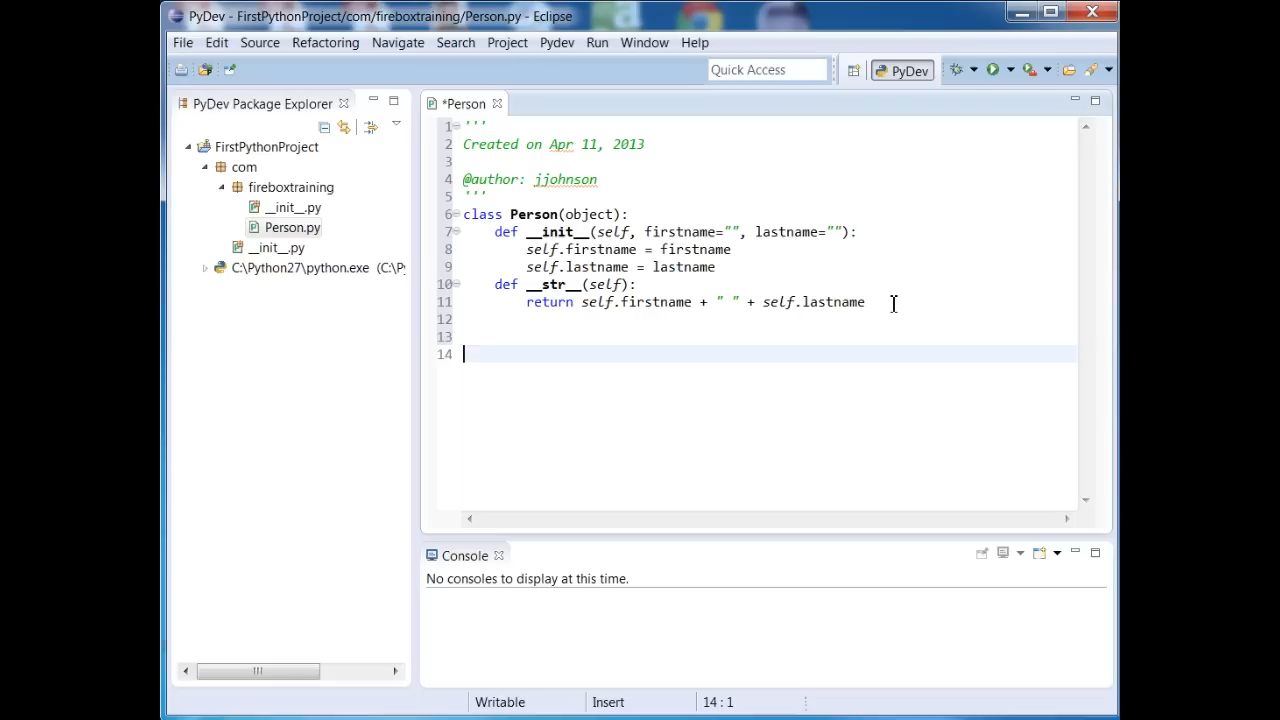 PyDev - FirstPythonProject/com/fireboxtraining/Person.py - Eclipse
File Edit Source Refactoring Navigate Search Project Pydev Run Window Help
Quick Access
PyDev
PyDev Package Explorer
FirstPythonProject
com
fireboxtraining
__init__.py
Person.py
__init__.py
C:\Python27\python.exe (C:\Py
*Person
1 '''
2 Created on Apr 11, 2013
3
4 @author: jjohnson
5 '''
6 class Person(object):
7 def __init__(self, firstname="", lastname=""):
8 self.firstname = firstname
9 self.lastname = lastname
10 def __str__(self):
11 return self.firstname + " " + self.lastname
12
13
14
Console
No consoles to display at this time.
Writable Insert 14 : 1